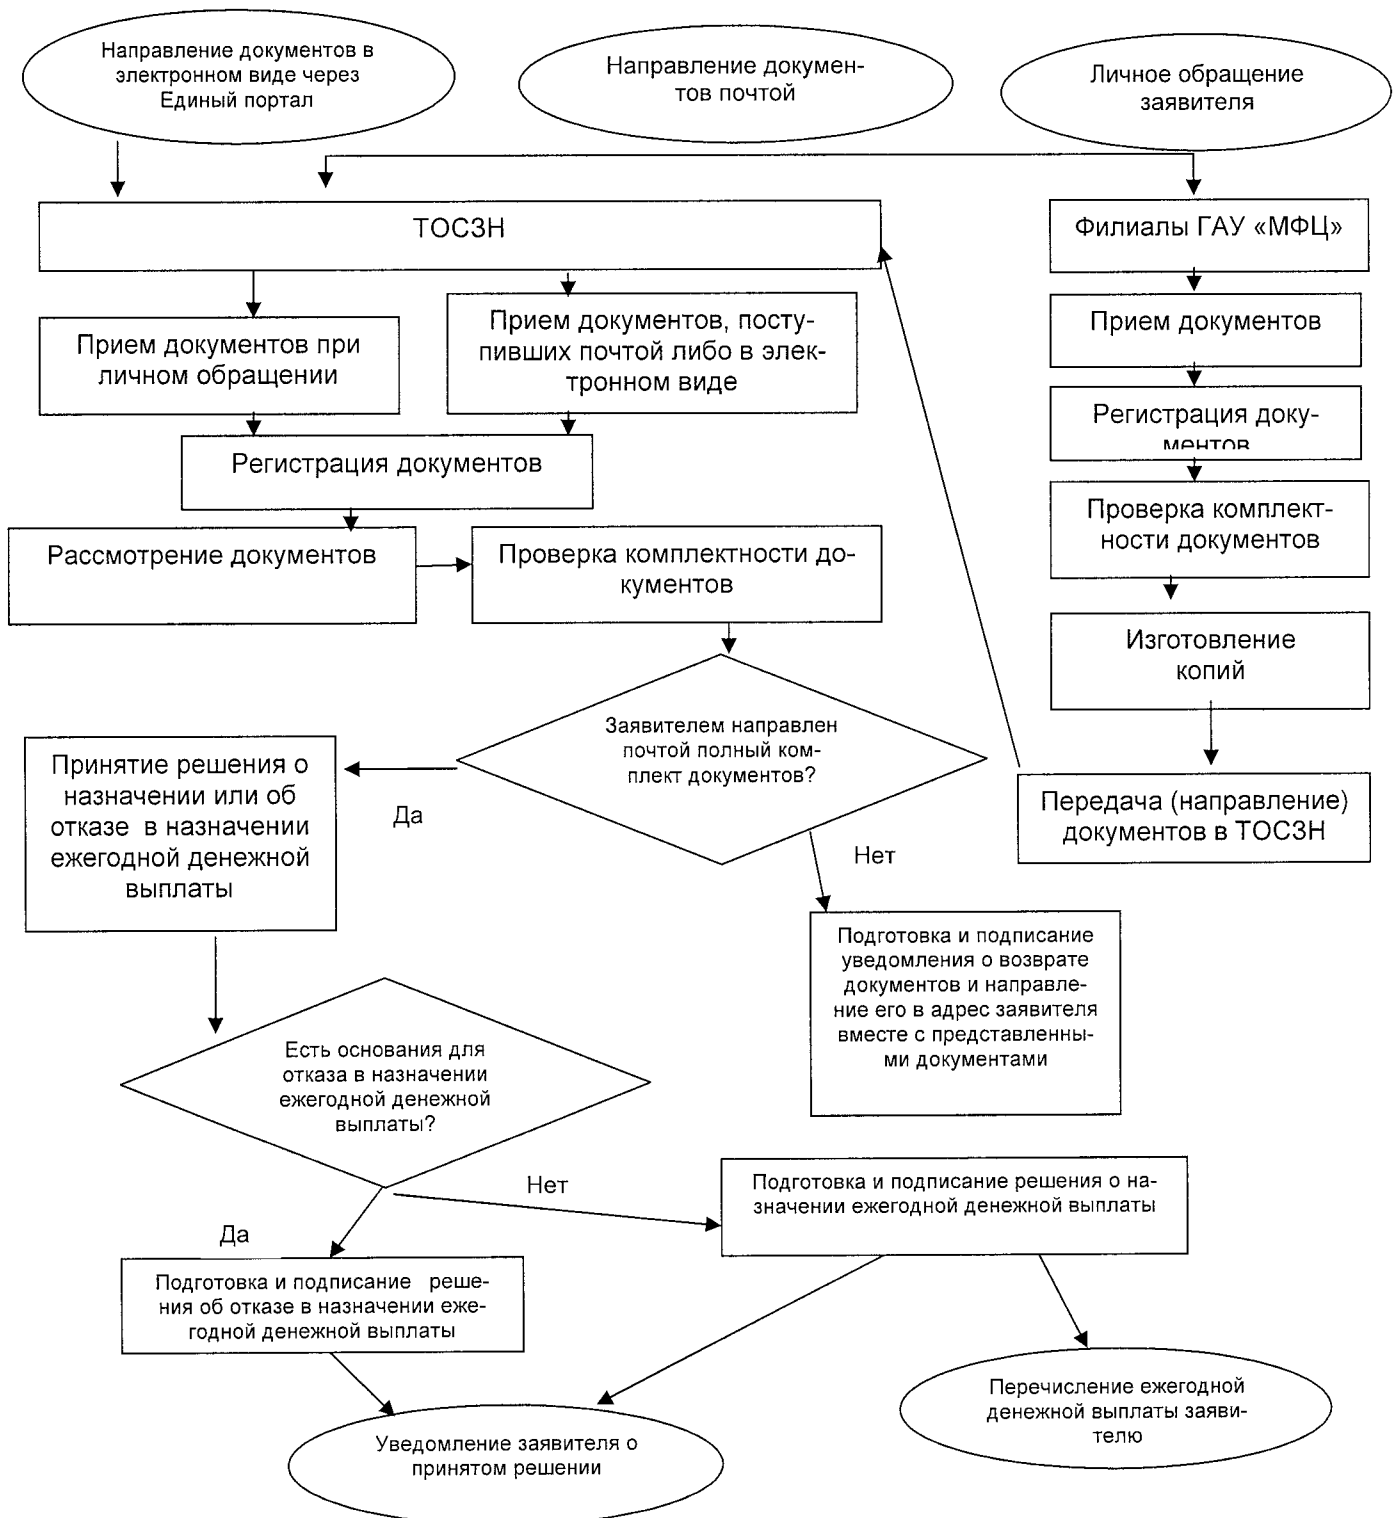 Направление документов в
электронном виде через
Единый портал
Направление докумен-
тов почтой
Личное обращение
заявителя
ТОСЗН
Филиалы ГАУ «МФЦ»
Прием документов при
личном обращении
Прием документов, посту-
пивших почтой либо в элек-
тронном виде
Прием документов
Регистрация документов
Регистрация доку-
ментов
Рассмотрение документов
Проверка комплектности до-
кументов
Проверка комплект-
ности документов
Изготовление
копий
Заявителем направлен
почтой полный ком-
плект документов?
Принятие решения о
назначении или об
отказе в назначении
ежегодной денежной
выплаты
Да
Нет
Передача (направление)
документов в ТОСЗН
Подготовка и подписание
уведомления о возврате
документов и направле-
ние его в адрес заявителя
вместе с представленны-
ми документами
Есть основания для
отказа в назначении
ежегодной денежной
выплаты?
Нет
Да
Подготовка и подписание решения о на-
значении ежегодной денежной выплаты
Подготовка и подписание реше-
ния об отказе в назначении еже-
годной денежной выплаты
Перечисление ежегодной
денежной выплаты заяви-
телю
Уведомление заявителя о
принятом решении